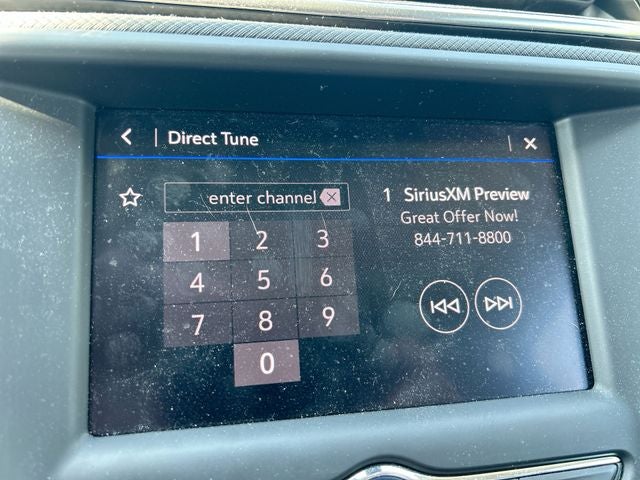 Direct Tune
enter channel
1 SiriusXM Preview
Great Offer Now!
844-711-8800
1 2 3
4 5 6
7 8 9
0